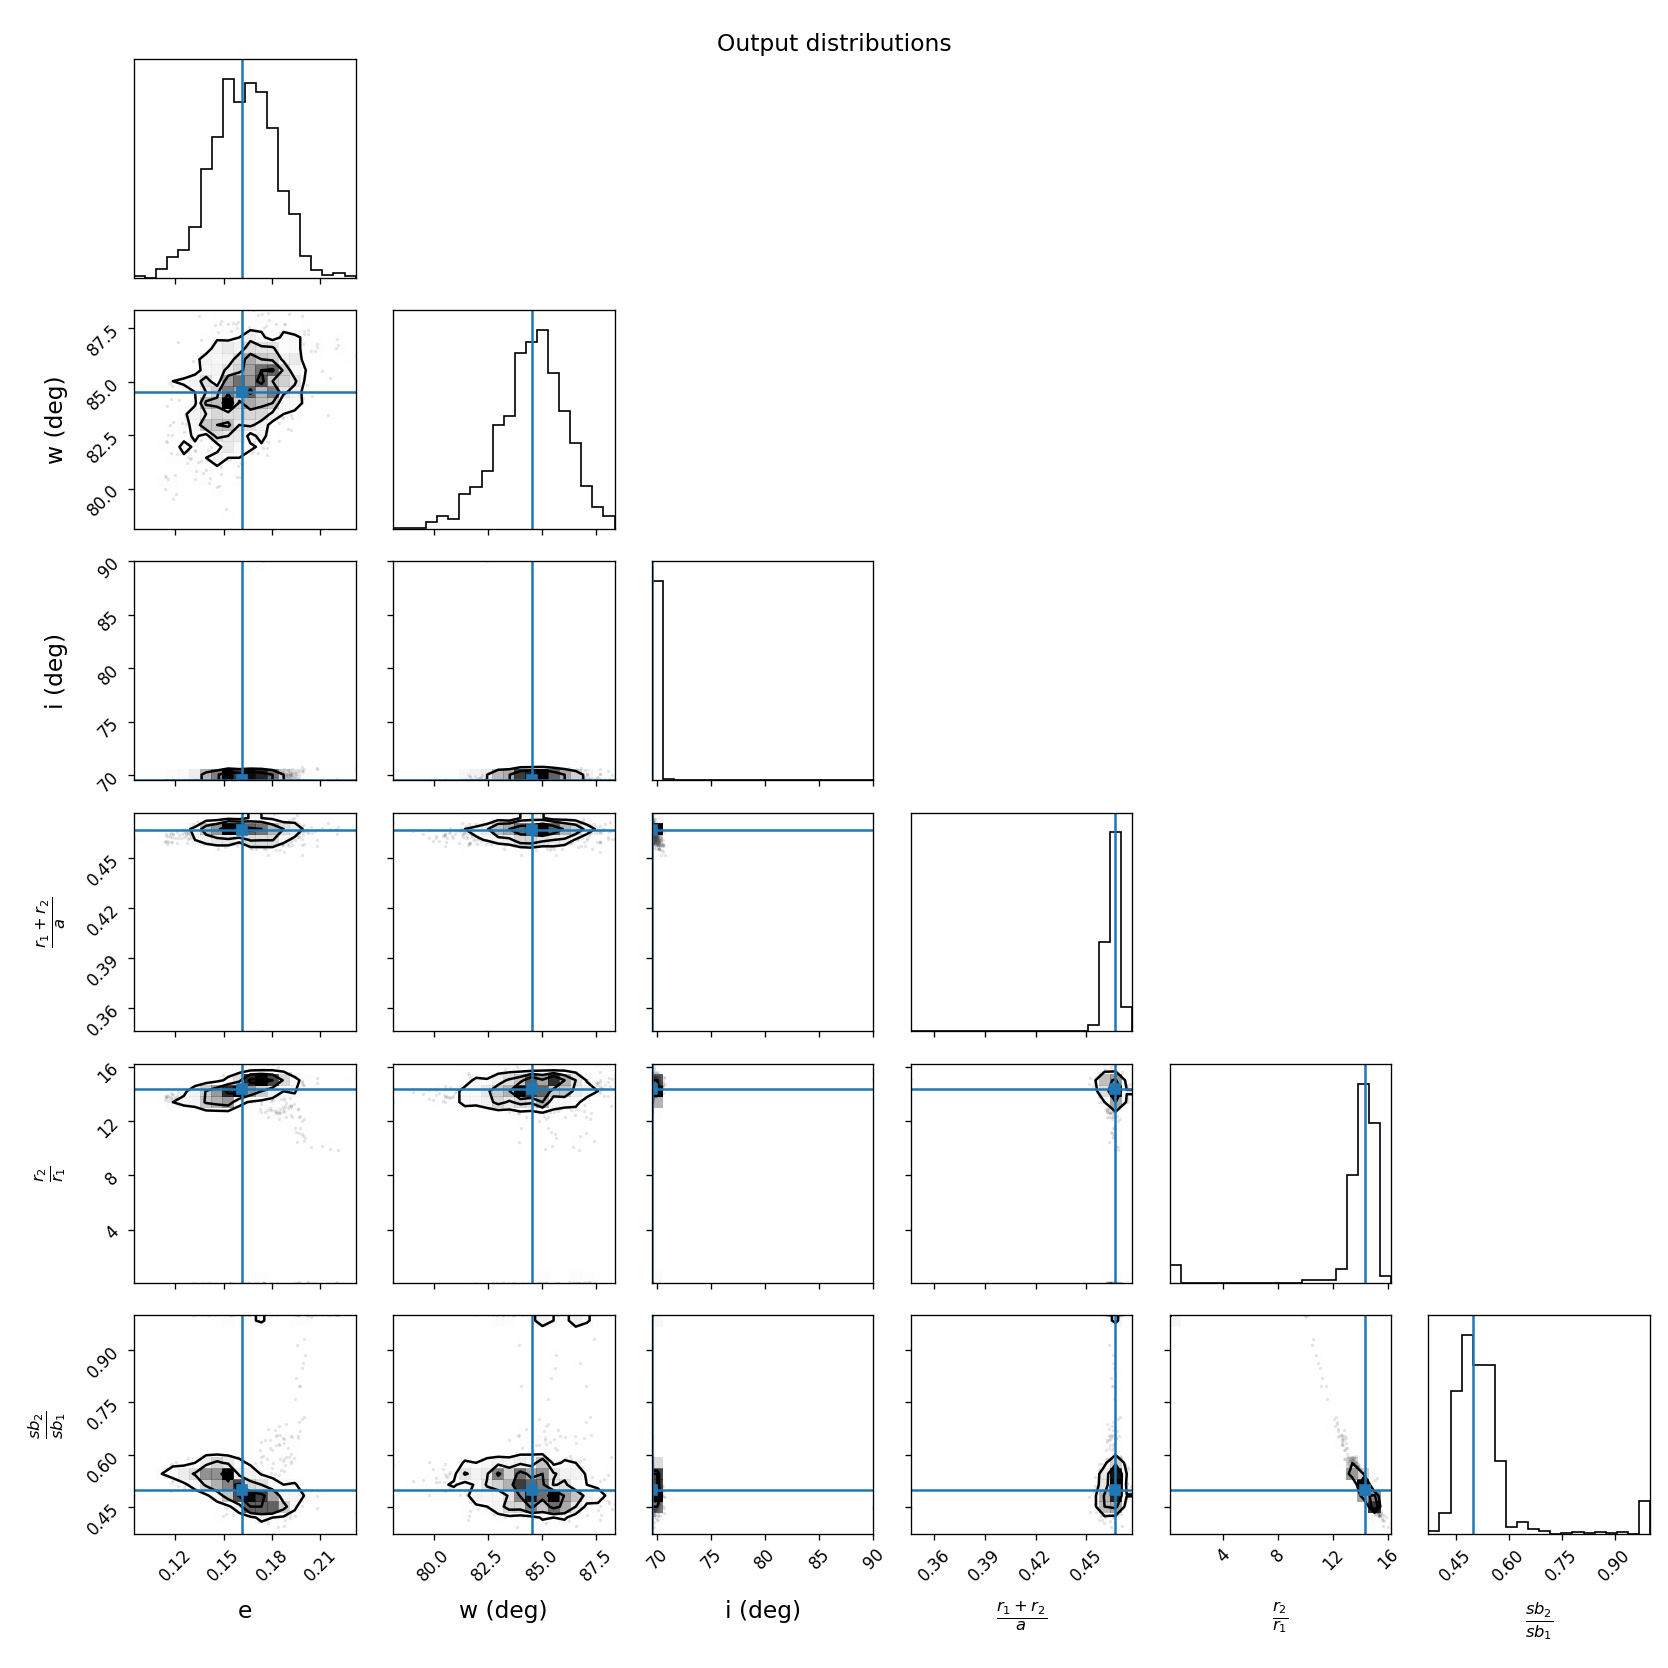 Output distributions
w (deg)
87.5
85.0
82.5
80.0
i (deg)
90
85
80
75
70
r₁ + r₂
a
0.45
0.42
0.39
0.36
r₂
r₁
16
12
8
4
sb₂
sb₁
0.90
0.75
0.60
0.45
0.12 0.15 0.18 0.21 80.0 82.5 85.0 87.5 70 75 80 85 90 0.36 0.39 0.42 0.45 4 8 12 16 0.45 0.60 0.75 0.90
e w (deg) i (deg)
r₁ + r₂
a
r₂
r₁
sb₂
sb₁